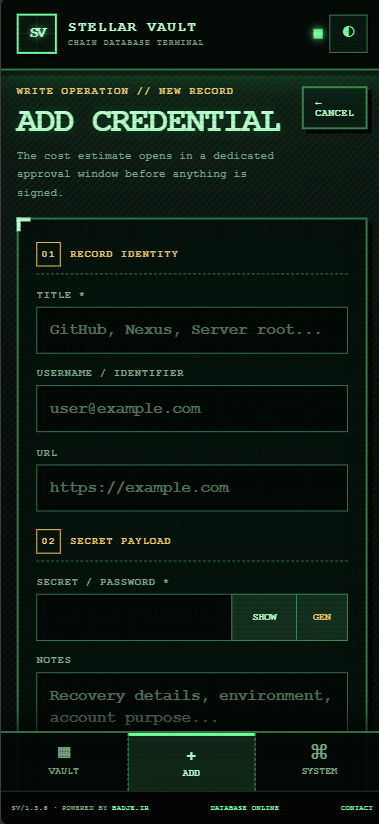 SV
STELLAR VAULT
CHAIN DATABASE TERMINAL
WRITE OPERATION // NEW RECORD
ADD CREDENTIAL
← CANCEL
The cost estimate opens in a dedicated
approval window before anything is
signed.
01 RECORD IDENTITY
TITLE *
GitHub, Nexus, Server root...
USERNAME / IDENTIFIER
user@example.com
URL
https://example.com
02 SECRET PAYLOAD
SECRET / PASSWORD *
SHOW GEN
NOTES
Recovery details, environment,
account purpose...
VAULT + ADD ⌘ SYSTEM
SV/1.3.6 · POWERED BY BADJE.IR DATABASE ONLINE CONTACT